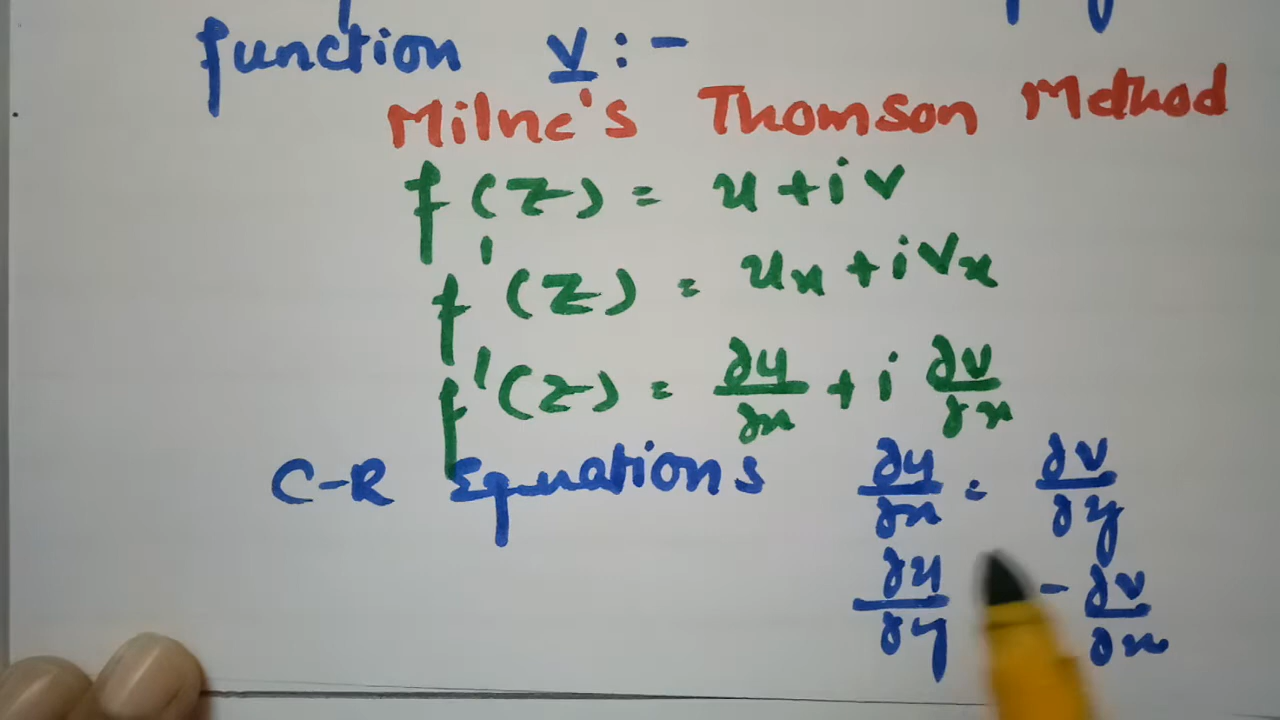 function v :-
Milne's Thomson Method
f(z) = u + iv
f'(z) = ux + ivx
f'(z) = ∂u/∂x + i ∂v/∂x
C-R Equations ∂u/∂x = ∂v/∂y
∂u/∂y - ∂v/∂x